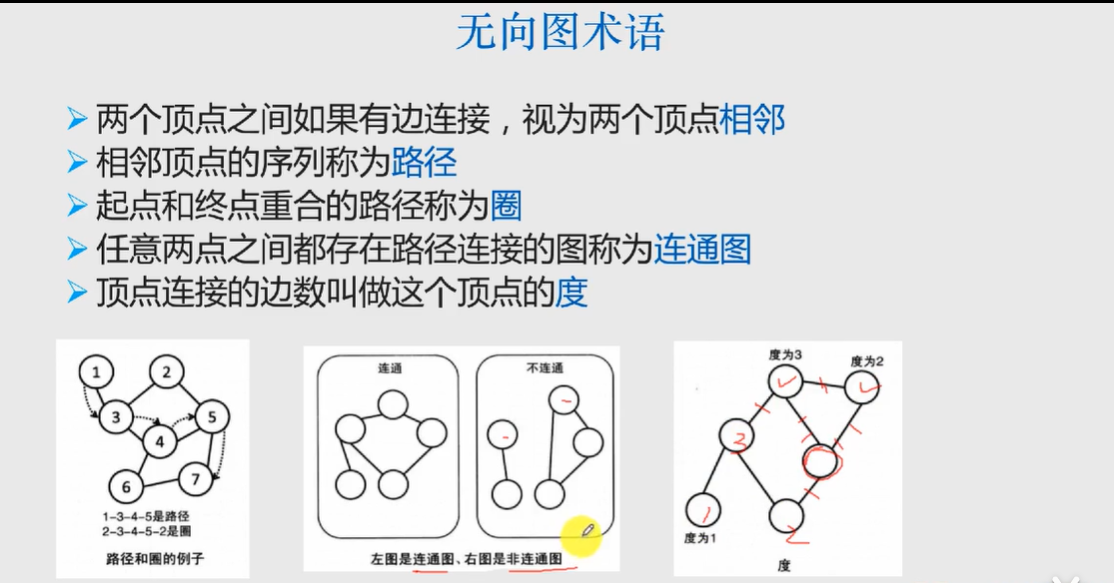 无向图术语
两个顶点之间如果有边连接，视为两个顶点相邻
相邻顶点的序列称为路径
起点和终点重合的路径称为圈
任意两点之间都存在路径连接的图称为连通图
顶点连接的边数叫做这个顶点的度
1
2
3
5
4
6
7
1-3-4-5是路径
2-3-4-5-2是圈
路径和圈的例子
连通
不连通
左图是连通图、右图是非连通图
度为3
度为2
3
1
2
度为1
度